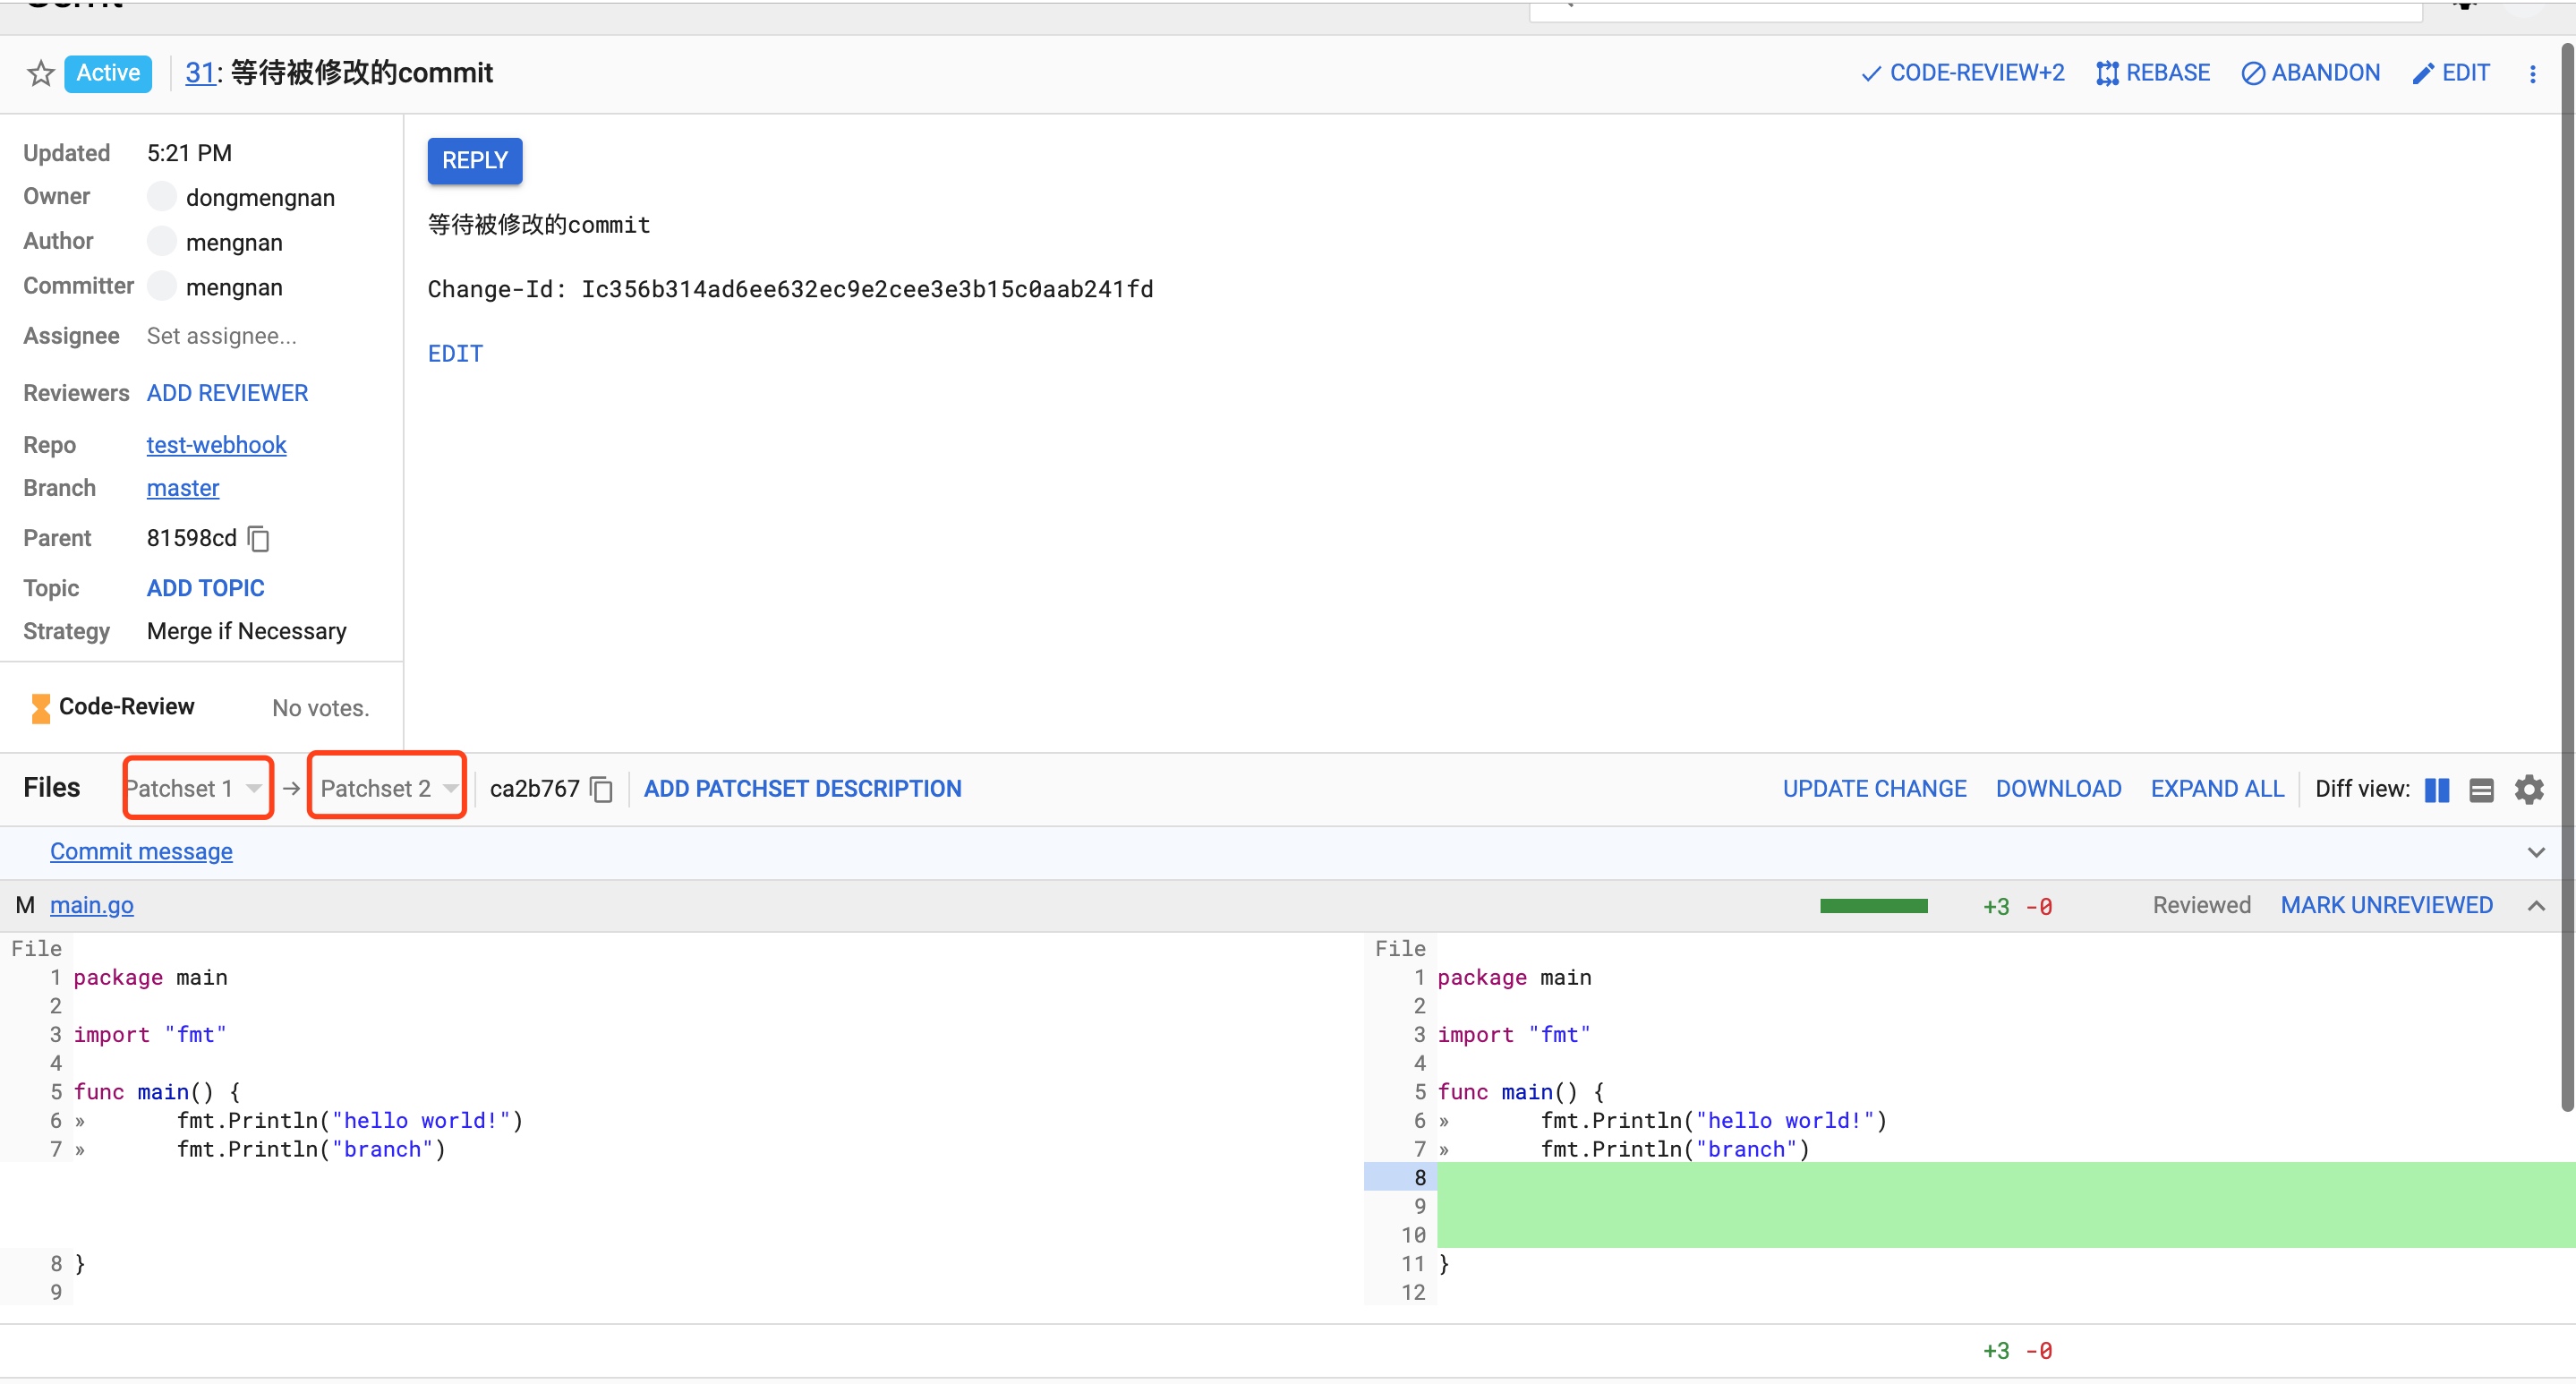 Active 31: 等待被修改的commit CODE-REVIEW+2 REBASE ABANDON EDIT
Updated 5:21 PM
Owner dongmengnan
Author mengnan
Committer mengnan
Assignee Set assignee...
Reviewers ADD REVIEWER
Repo test-webhook
Branch master
Parent 81598cd
Topic ADD TOPIC
Strategy Merge if Necessary
Code-Review No votes.
REPLY
等待被修改的commit
Change-Id: Ic356b314ad6ee632ec9e2cee3e3b15c0aab241fd
EDIT
Files Patchset 1 → Patchset 2 ca2b767 ADD PATCHSET DESCRIPTION UPDATE CHANGE DOWNLOAD EXPAND ALL Diff view:
Commit message
M main.go +3 -0 Reviewed MARK UNREVIEWED
File
1 package main
2
3 import "fmt"
4
5 func main() {
6 » fmt.Println("hello world!")
7 » fmt.Println("branch")
8 }
9
File
1 package main
2
3 import "fmt"
4
5 func main() {
6 » fmt.Println("hello world!")
7 » fmt.Println("branch")
8
9
10
11 }
12
+3 -0